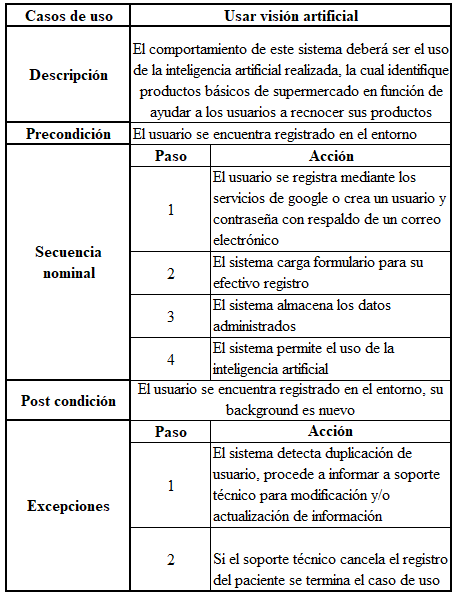 Casos de uso
Usar visión artificial
Descripción
El comportamiento de este sistema deberá ser el uso
de la inteligencia artificial realizada, la cual identifique
productos básicos de supermercado en función de
ayudar a los usuarios a recnocer sus productos
Precondición
El usuario se encuentra registrado en el entorno
Secuencia
nominal
Paso
Acción
1
El usuario se registra mediante los
servicios de google o crea un usuario y
contraseña con respaldo de un correo
electrónico
2
El sistema carga formulario para su
efectivo registro
3
El sistema almacena los datos
administrados
4
El sistema permite el uso de la
inteligencia artificial
Post condición
El usuario se encuentra registrado en el entorno, su
background es nuevo
Excepciones
Paso
Acción
1
El sistema detecta duplicación de
usuario, procede a informar a soporte
técnico para modificación y/o
actualización de información
2
Si el soporte técnico cancela el registro
del paciente se termina el caso de uso